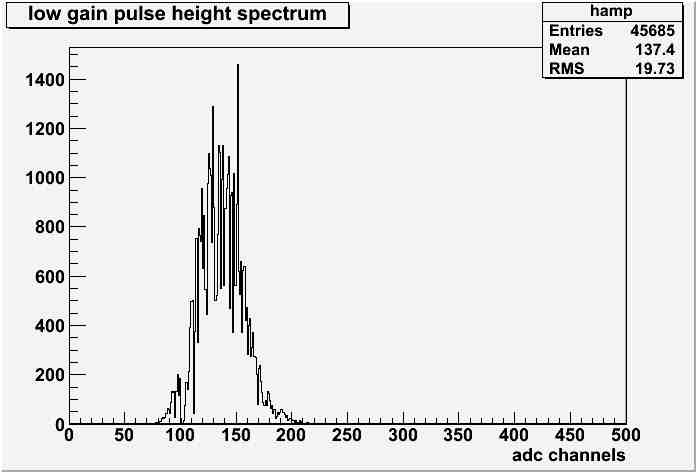 low gain pulse height spectrum
hamp
Entries 45685
Mean 137.4
RMS 19.73
1400
1200
1000
800
600
400
200
0
0 50 100 150 200 250 300 350 400 450 500
adc channels